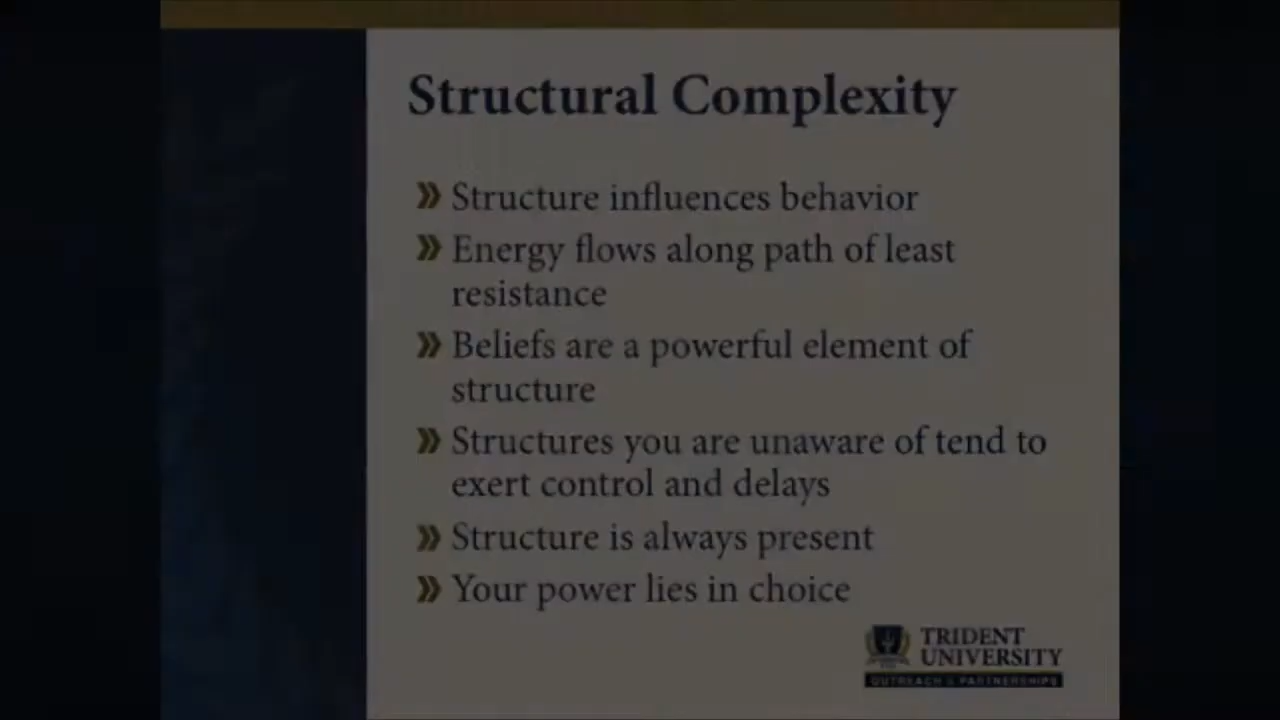 Structural Complexity
» Structure influences behavior
» Energy flows along path of least
resistance
» Beliefs are a powerful element of
structure
» Structures you are unaware of tend to
exert control and delays
» Structure is always present
» Your power lies in choice
TRIDENT
UNIVERSITY
OUTREACH & PARTNERSHIPS